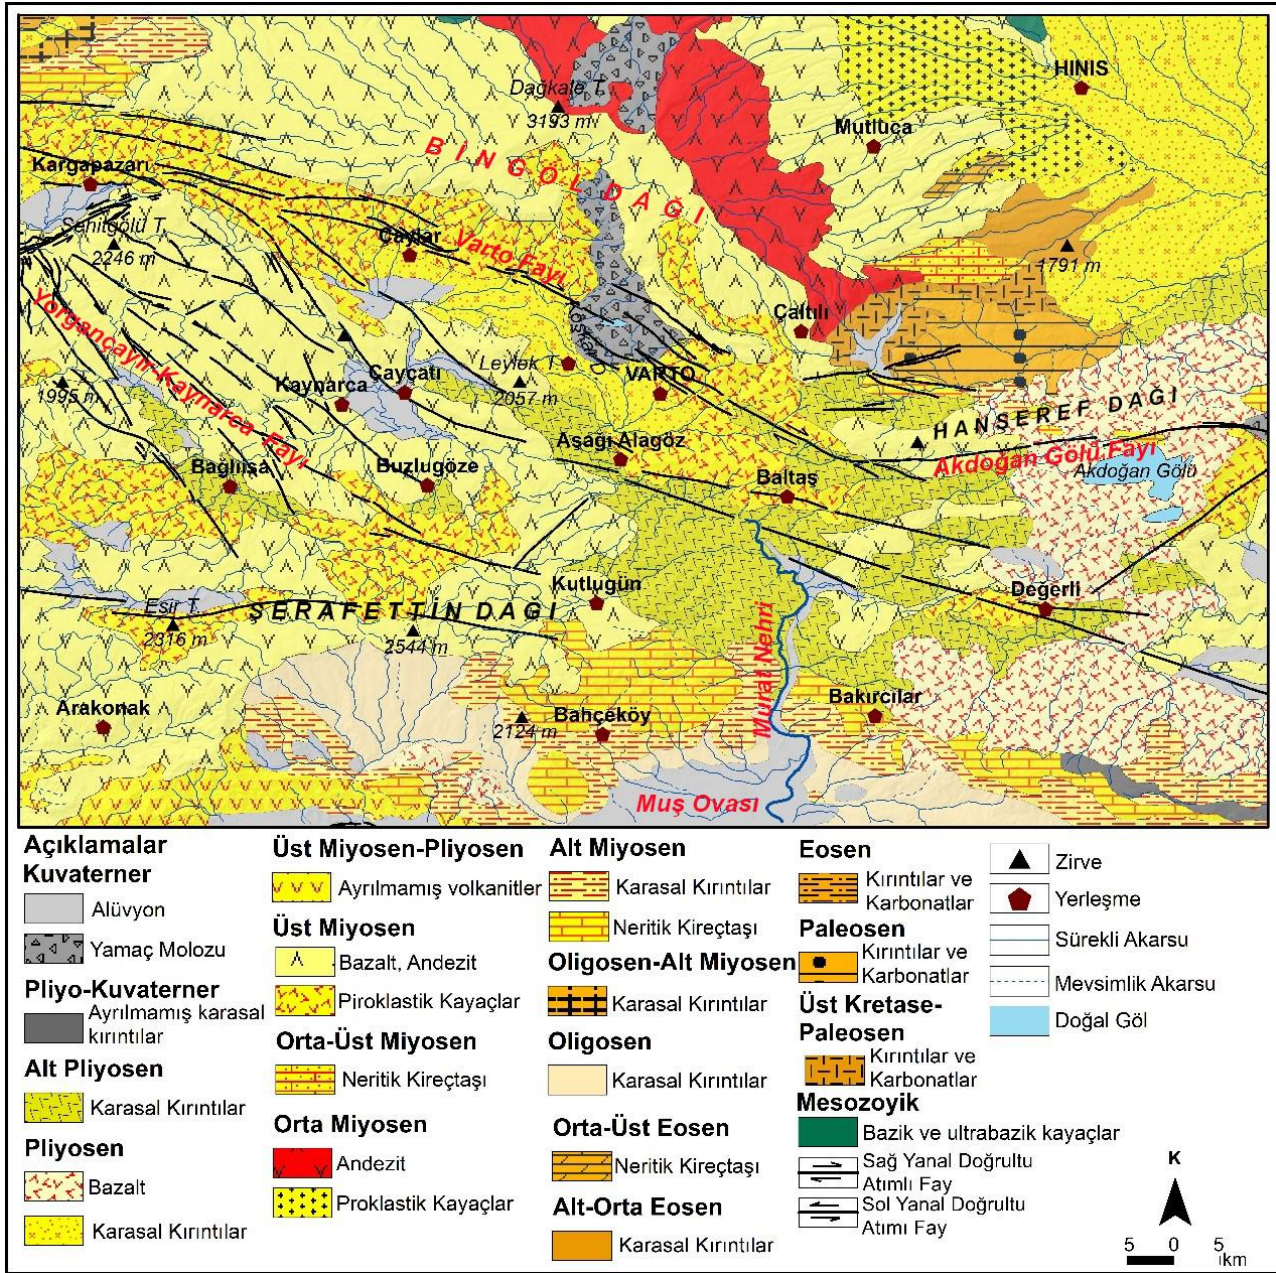 HINIS
Dağkale T.
3193 m
Mutluca
BİNGÖL DAĞI
Kargapazarı
Şehitgölü T.
2246 m
Çaylar
Varto Fayı
1791 m
Çaltılı
Yorgançayır-Kaynarca Fayı
Leylek T.
2057 m
VARTO
1995 m
Kaynarca
Çayçatı
HANŞEREF DAĞI
Aşağı Alagöz
Akdoğan Gölü Fayı
Akdoğan Gölü
Bağlıisa
Buzlugöze
Baltaş
Kutlugün
Değerli
Esir T.
2316 m
ŞERAFETTİN DAĞI
2544 m
Murat Nehri
Arakonak
2124 m
Bahçeköy
Bakırcılar
Muş Ovası
Açıklamalar
Kuvaterner
Alüvyon
Yamaç Molozu
Pliyo-Kuvaterner
Ayrılmamış karasal
kırıntılar
Alt Pliyosen
Karasal Kırıntılar
Pliyosen
Bazalt
Karasal Kırıntılar
Üst Miyosen-Pliyosen
Ayrılmamış volkanitler
Üst Miyosen
Bazalt, Andezit
Piroklastik Kayaçlar
Orta-Üst Miyosen
Neritik Kireçtaşı
Orta Miyosen
Andezit
Proklastik Kayaçlar
Alt Miyosen
Karasal Kırıntılar
Neritik Kireçtaşı
Oligosen-Alt Miyosen
Karasal Kırıntılar
Oligosen
Karasal Kırıntılar
Orta-Üst Eosen
Neritik Kireçtaşı
Alt-Orta Eosen
Karasal Kırıntılar
Eosen
Kırıntılar ve
Karbonatlar
Paleosen
Kırıntılar ve
Karbonatlar
Üst Kretase-
Paleosen
Kırıntılar ve
Karbonatlar
Mesozoyik
Bazik ve ultrabazik kayaçlar
Sağ Yanal Doğrultu
Atımlı Fay
Sol Yanal Doğrultu
Atımı Fay
Zirve
Yerleşme
Sürekli Akarsu
Mevsimlik Akarsu
Doğal Göl
K
5 0 5
km